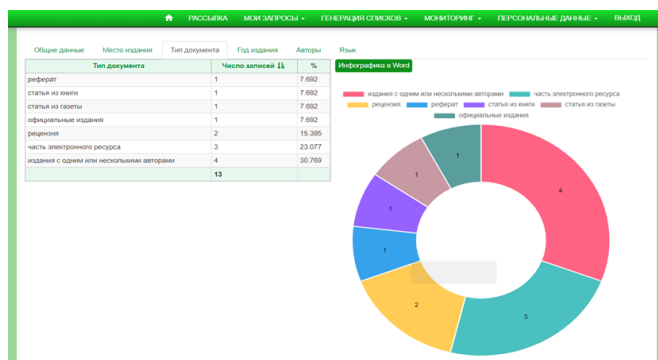 РАССЫЛКА МОИ ЗАПРОСЫ ГЕНЕРАЦИЯ СПИСКОВ МОНИТОРИНГ ПЕРСОНАЛЬНЫЕ ДАННЫЕ ВЫХОД
Общие данные Место издания Тип документа Год издания Авторы Язык
Тип документа Число записей %
реферат 1 7.692
статья из книги 1 7.692
статья из газеты 1 7.692
официальные издания 1 7.692
рецензия 2 15.385
часть электронного ресурса 3 23.077
издания с одним или несколькими авторами 4 30.769
13
Инфографика в Word
издания с одним или несколькими авторами часть электронного ресурса
рецензия реферат статья из книги статья из газеты
официальные издания
1
1
4
1
1
2
3